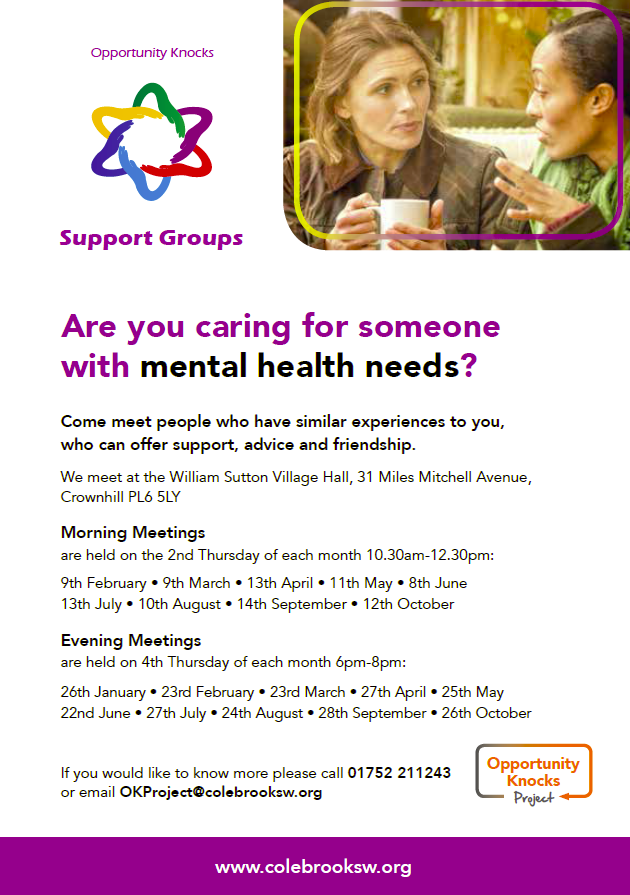 Opportunity Knocks
Support Groups
Are you caring for someone
with mental health needs?
Come meet people who have similar experiences to you,
who can offer support, advice and friendship.
We meet at the William Sutton Village Hall, 31 Miles Mitchell Avenue,
Crownhill PL6 5LY
Morning Meetings
are held on the 2nd Thursday of each month 10.30am-12.30pm:
9th February • 9th March • 13th April • 11th May • 8th June
13th July • 10th August • 14th September • 12th October
Evening Meetings
are held on 4th Thursday of each month 6pm-8pm:
26th January • 23rd February • 23rd March • 27th April • 25th May
22nd June • 27th July • 24th August • 28th September • 26th October
If you would like to know more please call 01752 211243
or email OKProject@colebrooksw.org
Opportunity
Knocks
Project
www.colebrooksw.org